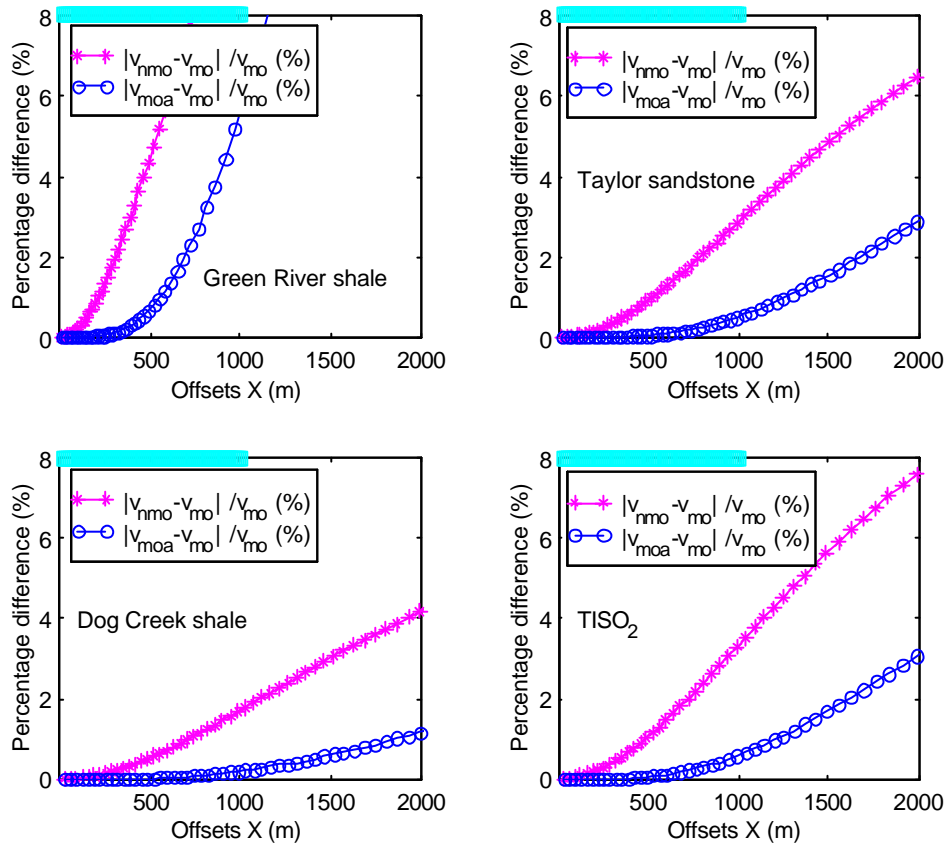 8
6
4
2
0
Percentage difference (%)
|v_nmo-v_mo| /v_mo (%)
|v_moa-v_mo| /v_mo (%)
Green River shale
500 1000 1500 2000
Offsets X (m)
8
6
4
2
0
Percentage difference (%)
|v_nmo-v_mo| /v_mo (%)
|v_moa-v_mo| /v_mo (%)
Taylor sandstone
500 1000 1500 2000
Offsets X (m)
8
6
4
2
0
Percentage difference (%)
|v_nmo-v_mo| /v_mo (%)
|v_moa-v_mo| /v_mo (%)
Dog Creek shale
500 1000 1500 2000
Offsets X (m)
8
6
4
2
0
Percentage difference (%)
|v_nmo-v_mo| /v_mo (%)
|v_moa-v_mo| /v_mo (%)
TISO₂
500 1000 1500 2000
Offsets X (m)